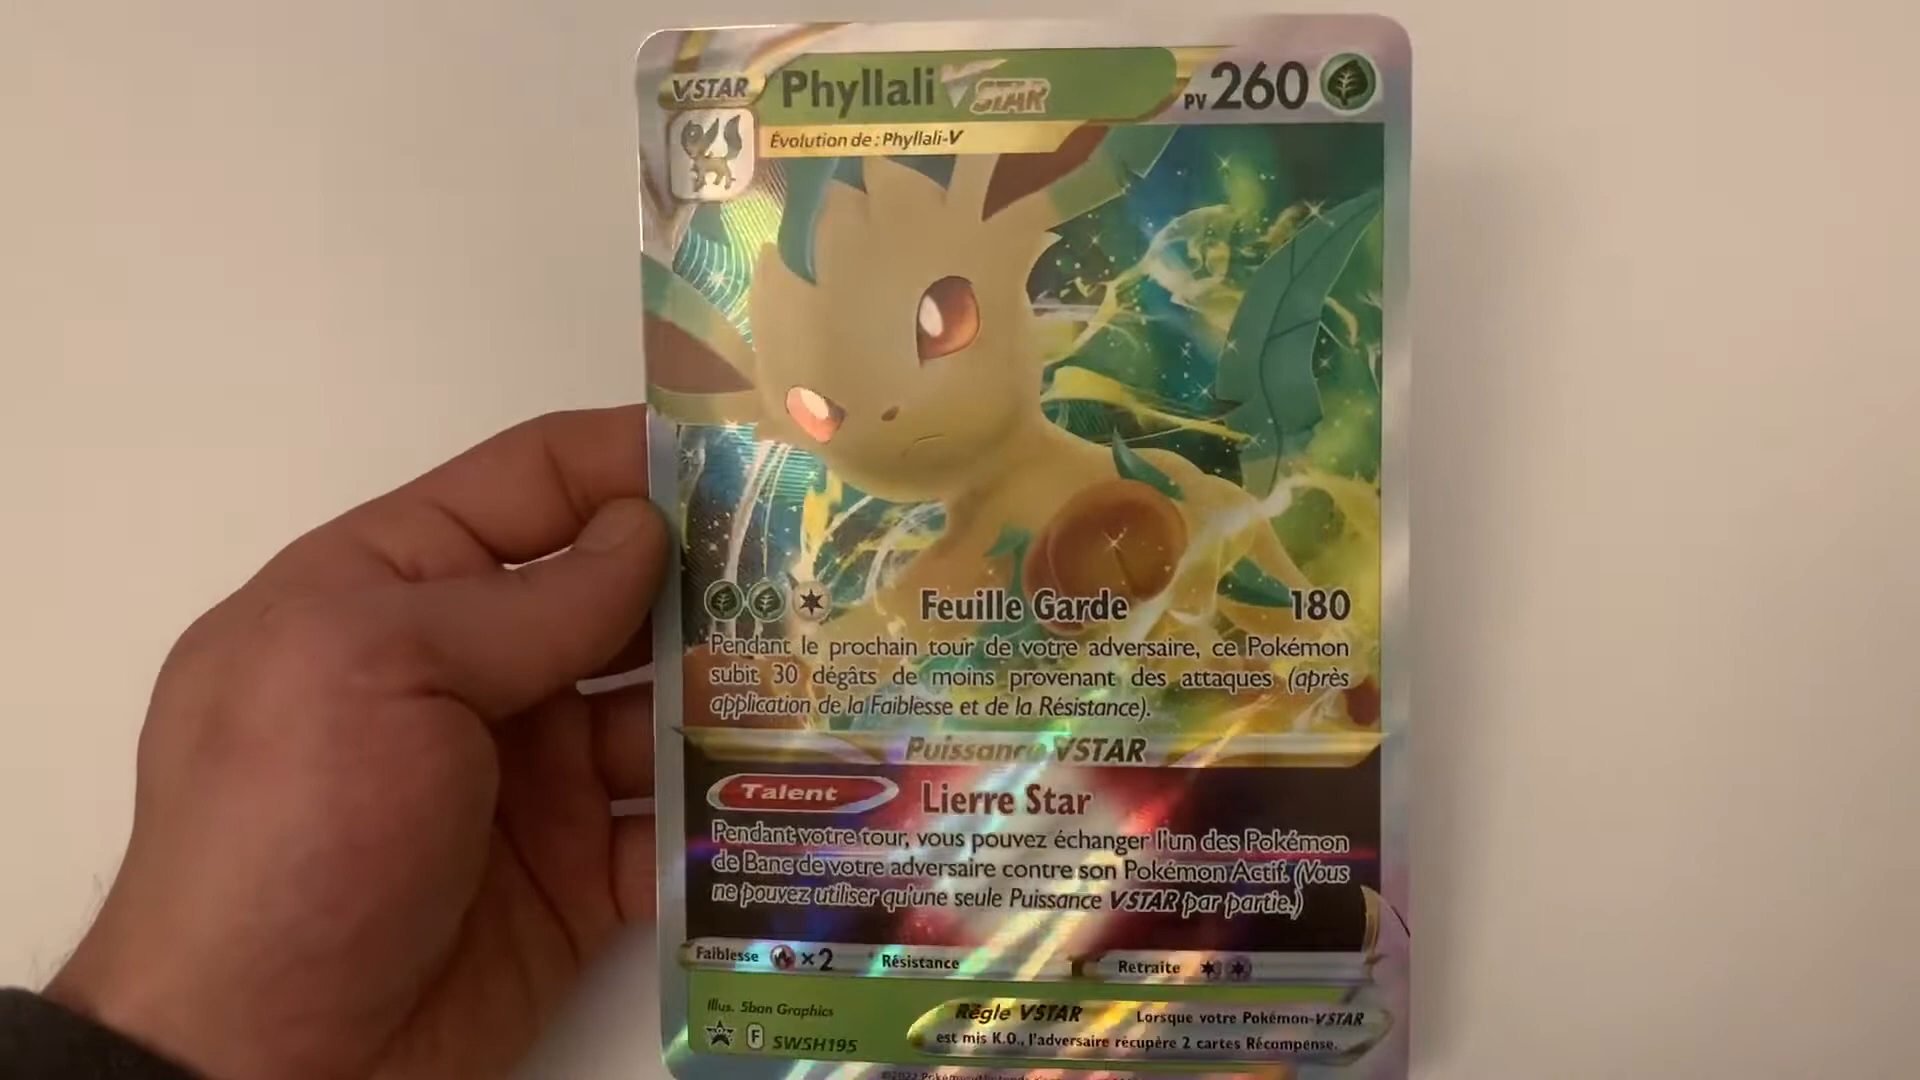 VSTAR Phyllali VSTAR PV 260
Évolution de : Phyllali-V
Feuille Garde 180
Pendant le prochain tour de votre adversaire, ce Pokémon
subit 30 dégâts de moins provenant des attaques (après
application de la Faiblesse et de la Résistance).
Puissance VSTAR
Talent Lierre Star
Pendant votre tour, vous pouvez échanger l'un des Pokémon
de Banc de votre adversaire contre son Pokémon Actif. (Vous
ne pouvez utiliser qu'une seule Puissance VSTAR par partie.)
Faiblesse ×2 Résistance Retraite
Illus. 5ban Graphics
Règle VSTAR Lorsque votre Pokémon-VSTAR
est mis K.O., l'adversaire récupère 2 cartes Récompense.
F SWSH195
©2022 Pokémon/Nintendo